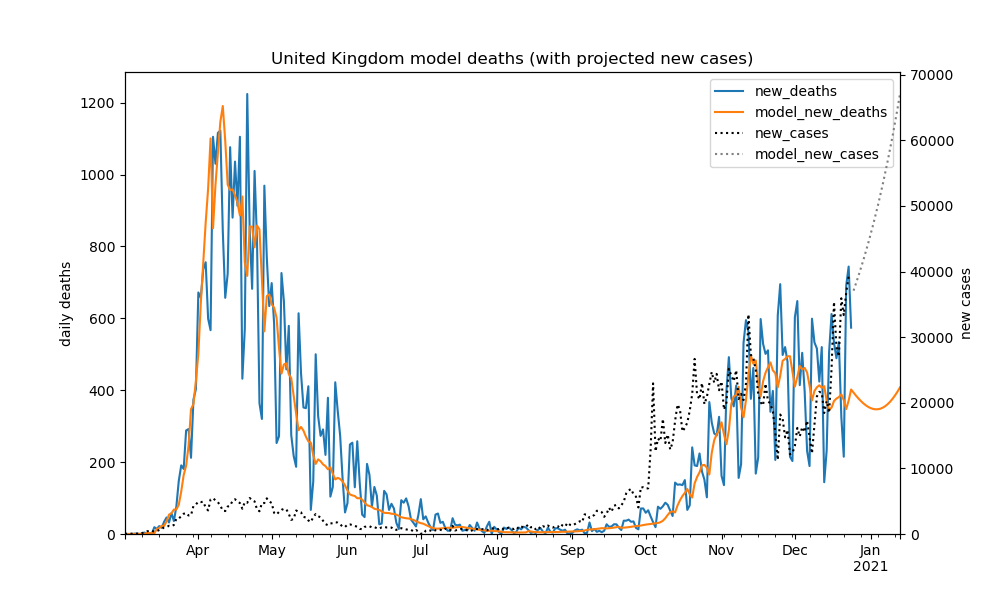 United Kingdom model deaths (with projected new cases)
new_deaths
model_new_deaths
new_cases
model_new_cases
daily deaths
new cases
1200
1000
800
600
400
200
0
70000
60000
50000
40000
30000
20000
10000
0
Apr May Jun Jul Aug Sep Oct Nov Dec Jan
2021